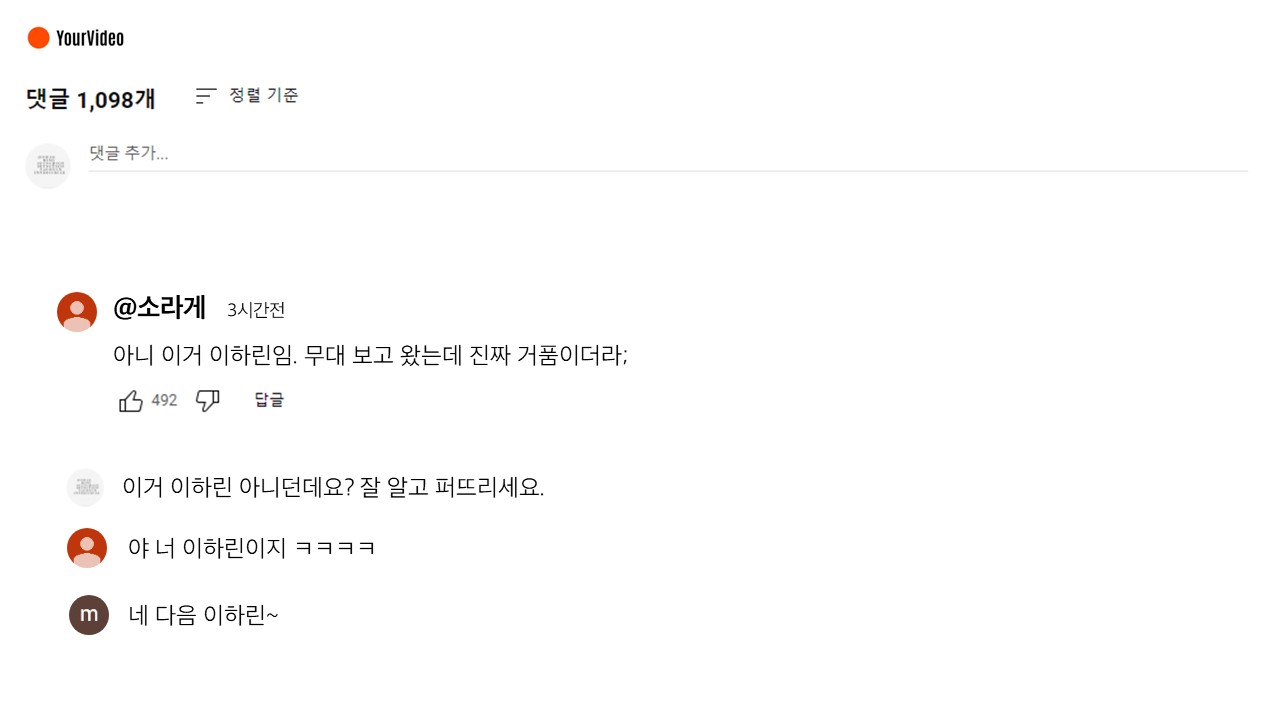 YourVideo
댓글 1,098개
정렬 기준
댓글 추가...
@소라게 3시간전
아니 이거 이하린임. 무대 보고 왔는데 진짜 거품이더라;
492 답글
이거 이하린 아니던데요? 잘 알고 퍼뜨리세요.
야 너 이하린이지 ㅋㅋㅋㅋ
m
네 다음 이하린~